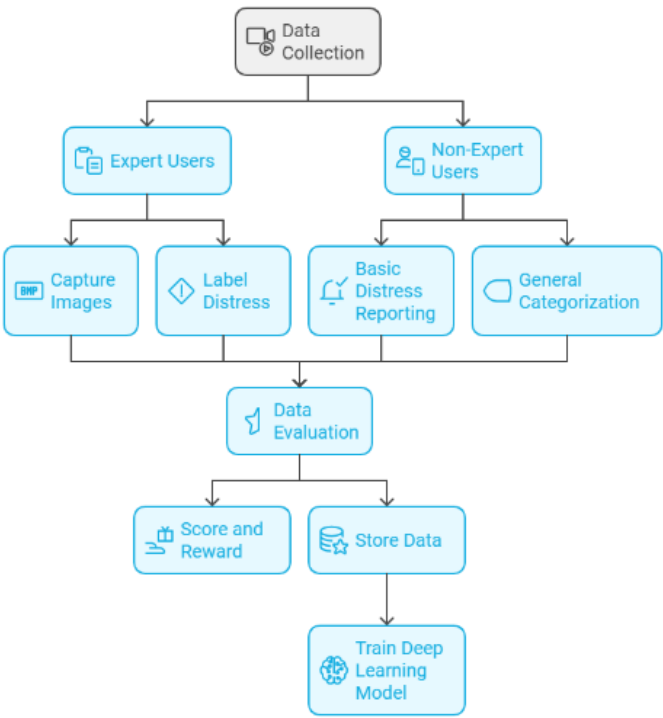 Data
Collection
Expert Users
Non-Expert
Users
BMP
Capture
Images
Label
Distress
Basic
Distress
Reporting
General
Categorization
Data
Evaluation
Score and
Reward
Store Data
Train Deep
Learning
Model